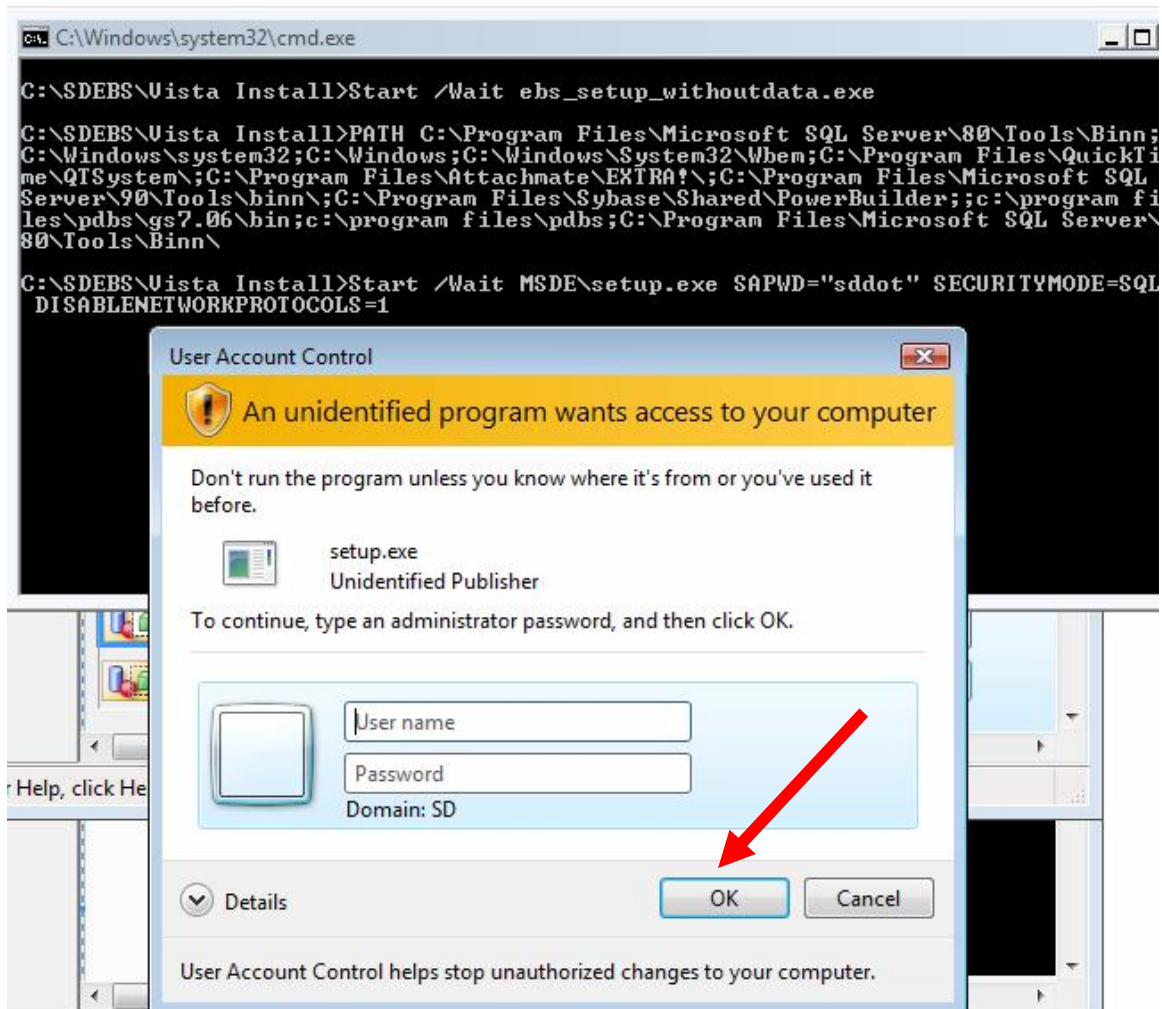 C:\Windows\system32\cmd.exe
C:\SDEBS\Vista Install>Start /Wait ebs_setup_withoutdata.exe
C:\SDEBS\Vista Install>PATH C:\Program Files\Microsoft SQL Server\80\Tools\Binn;
C:\Windows\system32;C:\Windows;C:\Windows\System32\Wbem;C:\Program Files\QuickTi
me\QTSystem\;C:\Program Files\Attachmate\EXTRA!\;C:\Program Files\Microsoft SQL
Server\90\Tools\binn\;C:\Program Files\Sybase\Shared\PowerBuilder;;c:\program fi
les\pdbs\gs7.06\bin;c:\program files\pdbs;C:\Program Files\Microsoft SQL Server\
80\Tools\Binn\
C:\SDEBS\Vista Install>Start /Wait MSDE\setup.exe SAPWD="sddot" SECURITYMODE=SQL
DISABLENETWORKPROTOCOLS=1
User Account Control
An unidentified program wants access to your computer
Don't run the program unless you know where it's from or you've used it
before.
setup.exe
Unidentified Publisher
To continue, type an administrator password, and then click OK.
User name
Password
r Help, click He
Domain: SD
Details
OK
Cancel
User Account Control helps stop unauthorized changes to your computer.